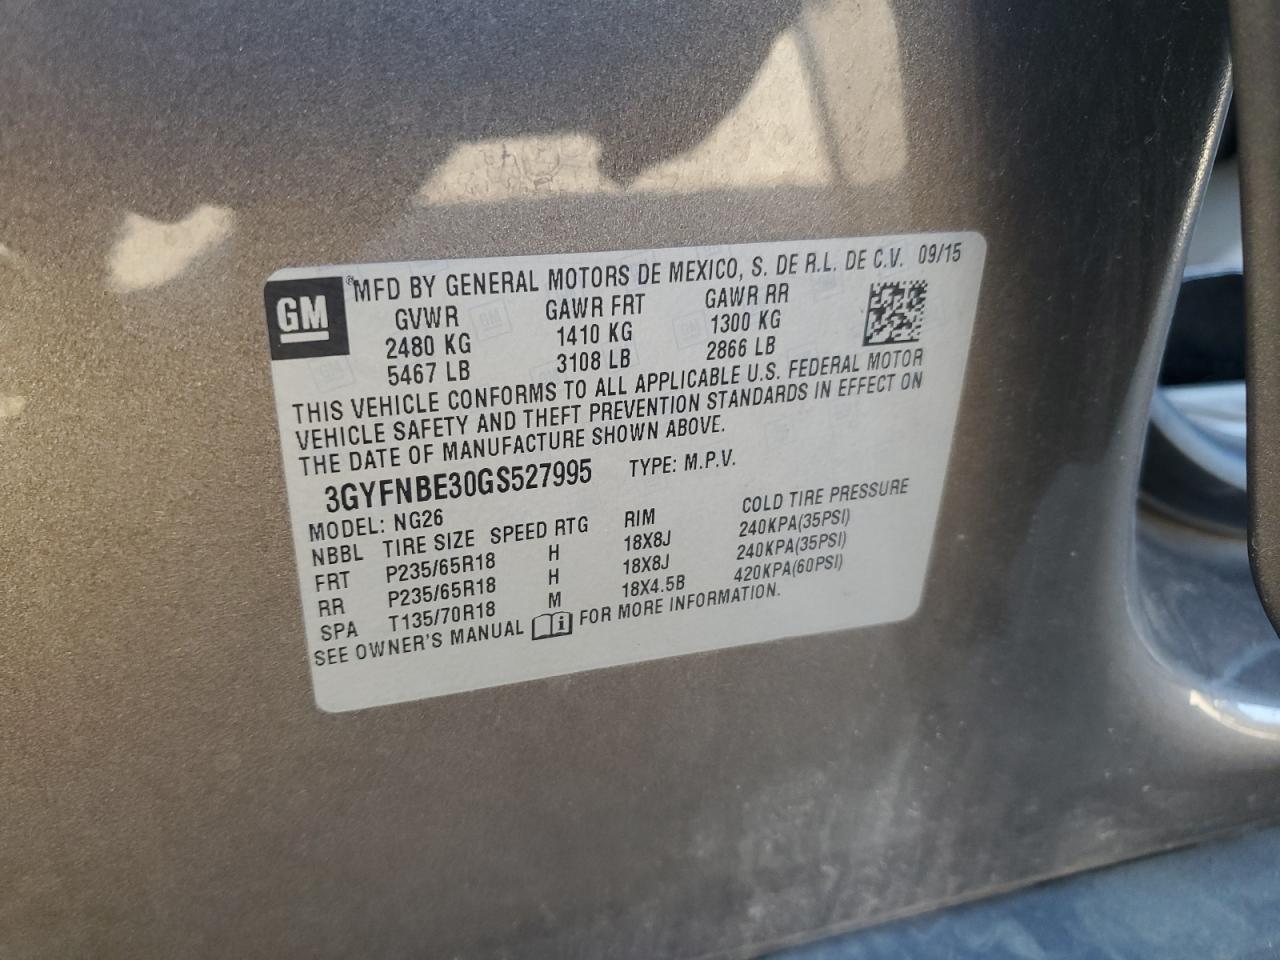 GM
® MFD BY GENERAL MOTORS DE MEXICO, S. DE R.L. DE C.V. 09/15
GVWR GAWR FRT GAWR RR
2480 KG 1410 KG 1300 KG
5467 LB 3108 LB 2866 LB
THIS VEHICLE CONFORMS TO ALL APPLICABLE U.S. FEDERAL MOTOR
VEHICLE SAFETY AND THEFT PREVENTION STANDARDS IN EFFECT ON
THE DATE OF MANUFACTURE SHOWN ABOVE.
3GYFNBE30GS527995 TYPE: M.P.V.
MODEL: NG26
NBBL TIRE SIZE SPEED RTG RIM COLD TIRE PRESSURE
FRT P235/65R18 H 18X8J 240KPA(35PSI)
RR P235/65R18 H 18X8J 240KPA(35PSI)
SPA T135/70R18 M 18X4.5B 420KPA(60PSI)
SEE OWNER'S MANUAL i FOR MORE INFORMATION.